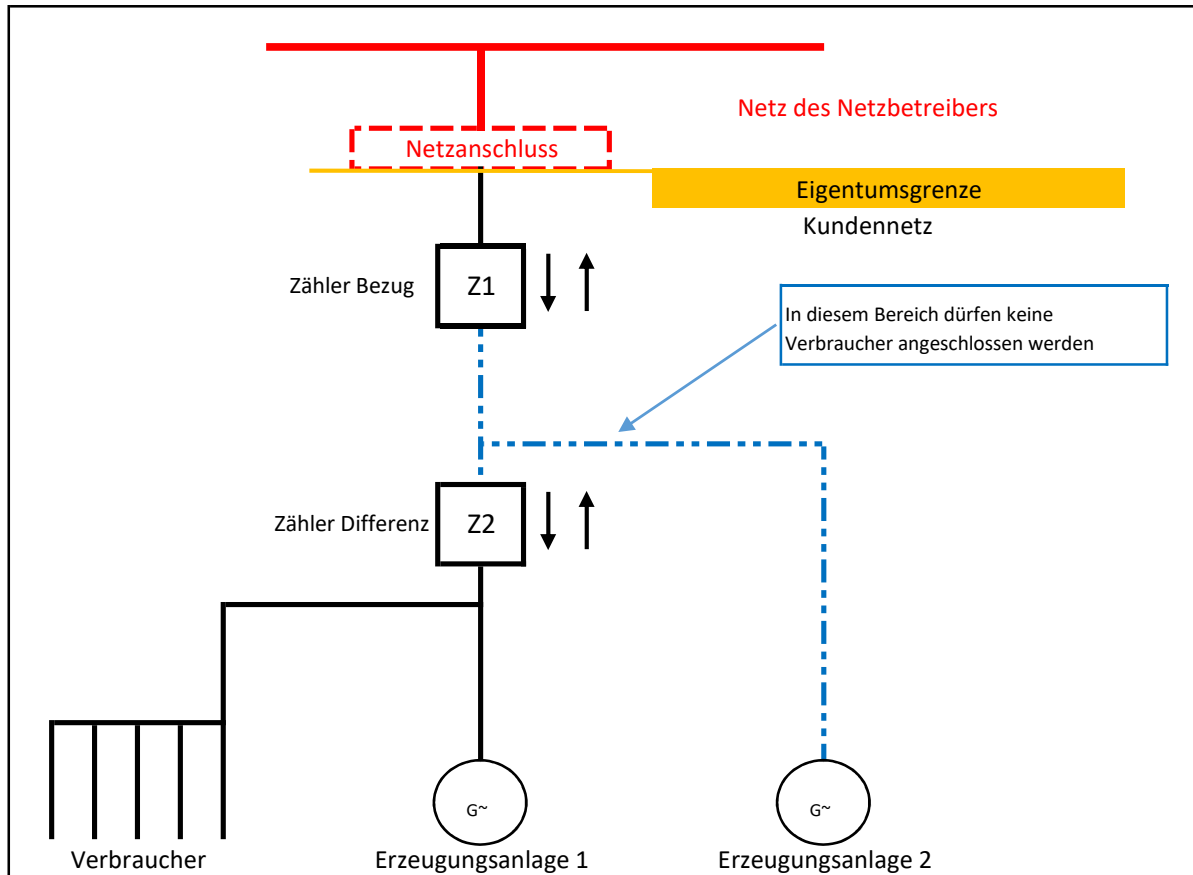 Netz des Netzbetreibers
Netzanschluss
Eigentumsgrenze
Kundennetz
Zähler Bezug
Z1
In diesem Bereich dürfen keine
Verbraucher angeschlossen werden
Zähler Differenz
Z2
G~
G~
Verbraucher
Erzeugungsanlage 1
Erzeugungsanlage 2